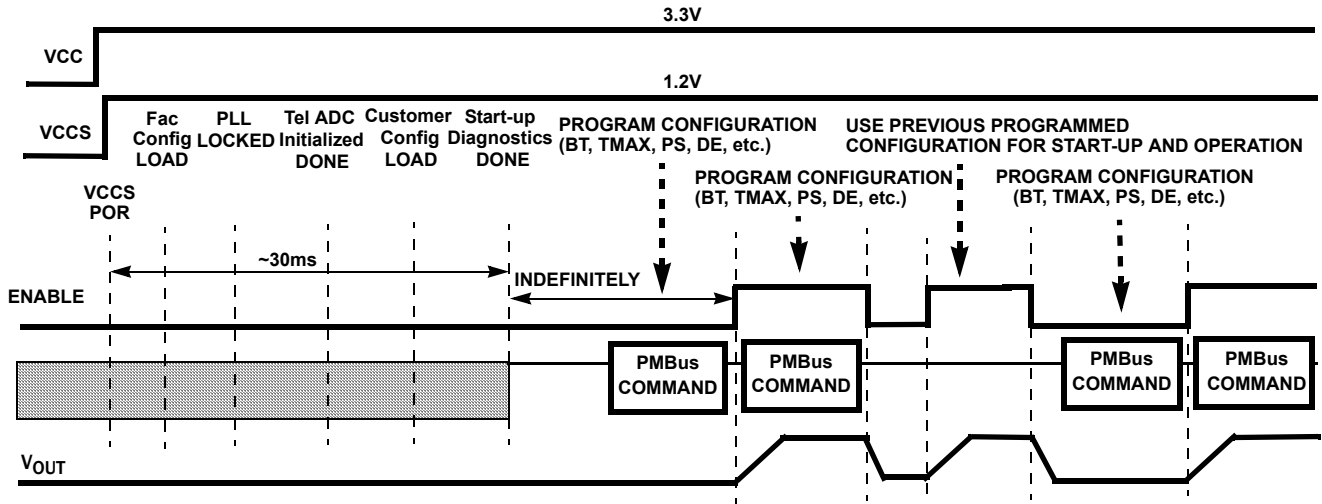 3.3V
VCC
1.2V
VCCS
Fac
Config
LOAD
PLL
LOCKED
Tel ADC
Initialized
DONE
Customer
Config
LOAD
Start-up
Diagnostics
DONE
PROGRAM CONFIGURATION
(BT, TMAX, PS, DE, etc.)
USE PREVIOUS PROGRAMMED
CONFIGURATION FOR START-UP AND OPERATION
PROGRAM CONFIGURATION
(BT, TMAX, PS, DE, etc.)
PROGRAM CONFIGURATION
(BT, TMAX, PS, DE, etc.)
VCCS
POR
~30ms
INDEFINITELY
ENABLE
PMBus
COMMAND
PMBus
COMMAND
PMBus
COMMAND
PMBus
COMMAND
VOUT